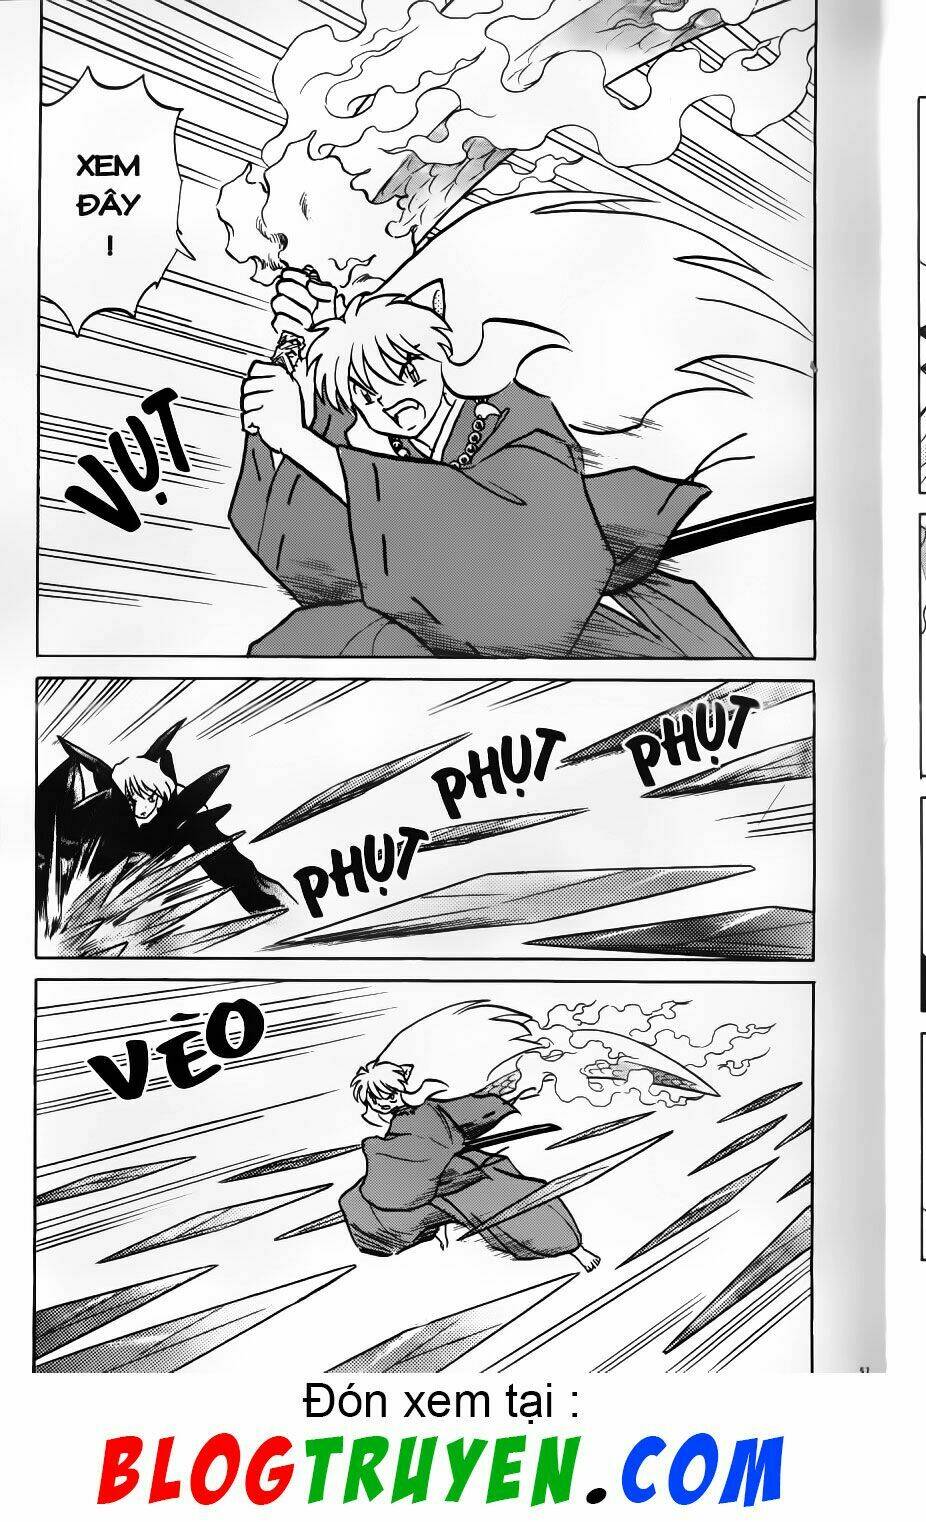 XEM
ĐÂY
!
VỤT
PHỤT
PHỤT
PHỤT
VÈO
Đón xem tại :
BLOGTRUYEN.COM